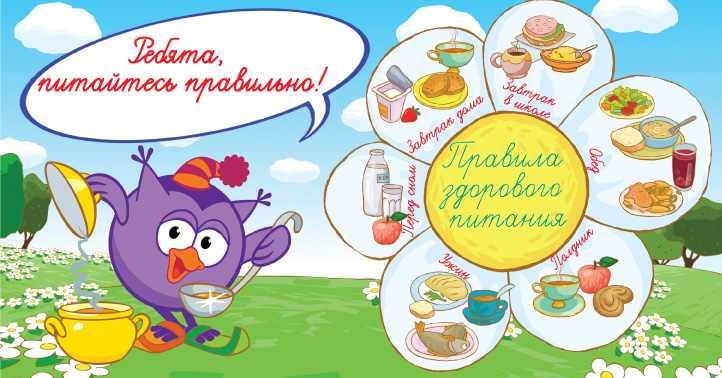 Ребята,
питайтесь правильно!
Завтрак дома
Завтрак
в школе
Обед
Полдник
Ужин
Перед сном
Правила
здорового
питания